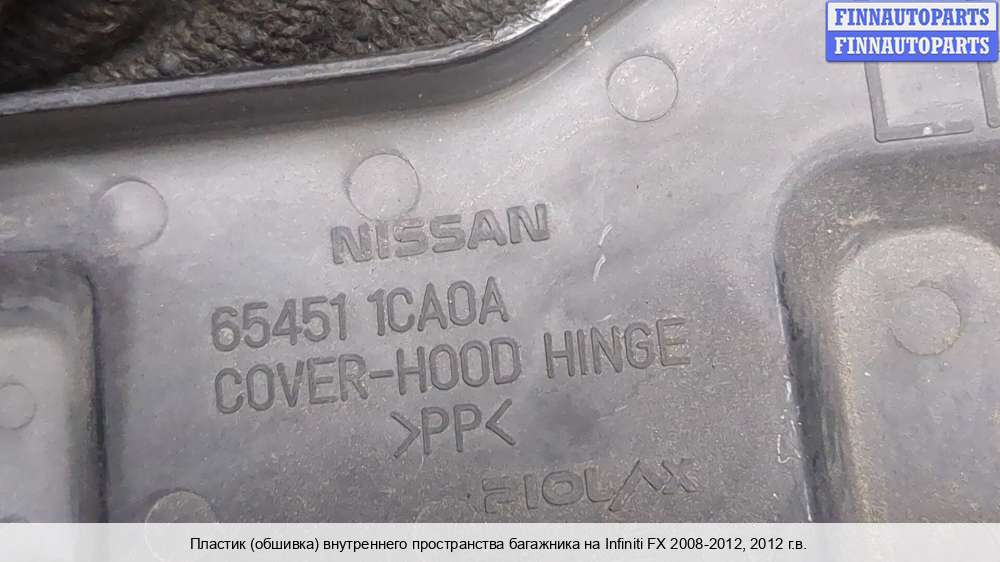 FINNAUTOPARTS
FINNAUTOPARTS
NISSAN
65451 1CA0A
COVER-HOOD HINGE
>PP<
Пластик (обшивка) внутреннего пространства багажника на Infiniti FX 2008-2012, 2012 г.в.